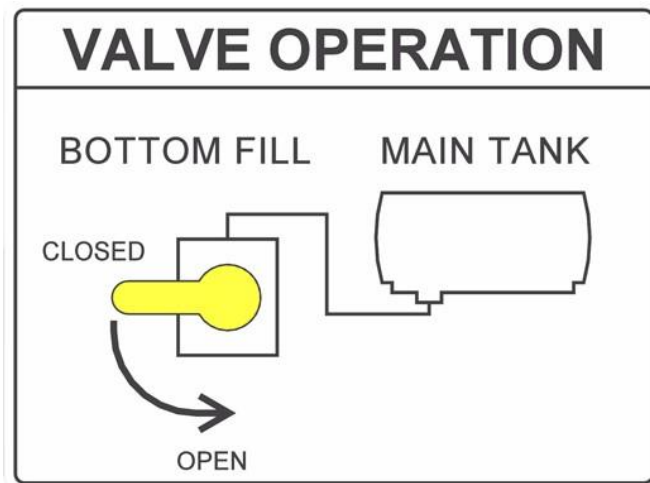 VALVE OPERATION
BOTTOM FILL
MAIN TANK
CLOSED
OPEN